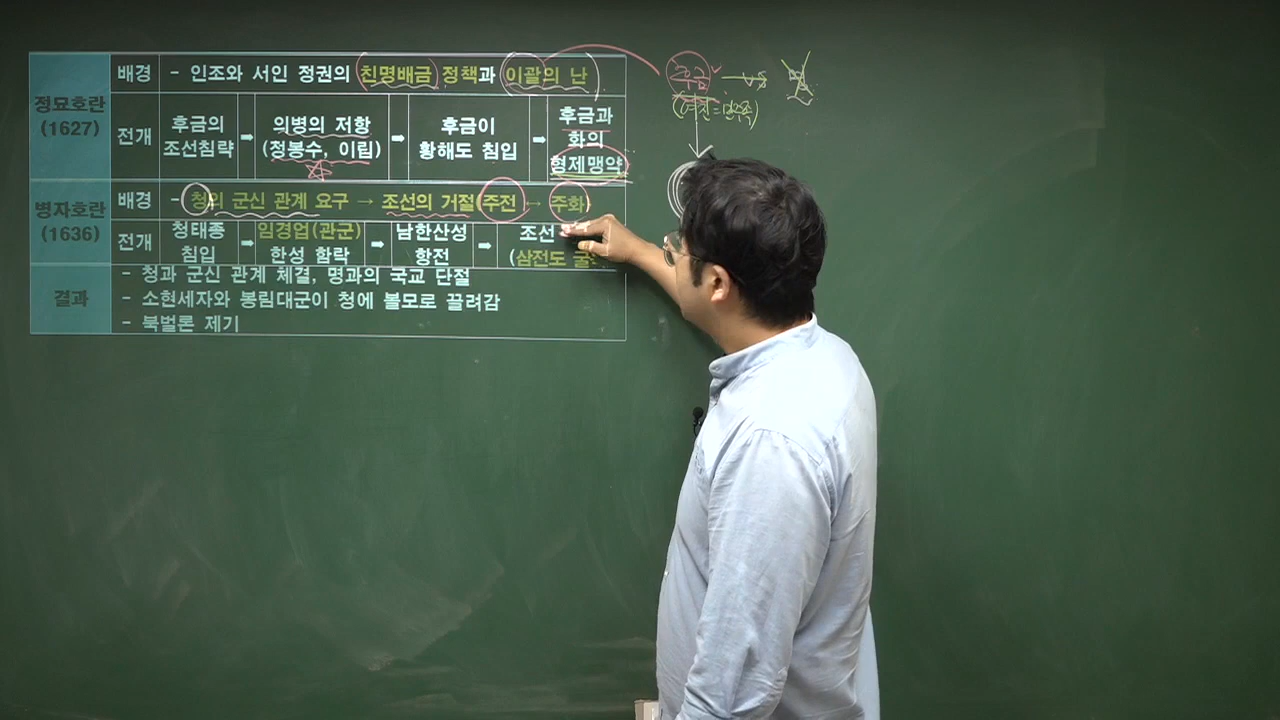 정묘호란
(1627)
배경
- 인조와 서인 정권의 친명배금 정책과 이괄의 난
전개
후금의
조선침략
➡
의병의 저항
(정봉수, 이립)
➡
후금이
황해도 침입
➡
후금과
화의
형제맹약
후금
(여진=만주족)
vs
병자호란
(1636)
배경
- 청의 군신 관계 요구 → 조선의 거절(주전 ↔ 주화)
전개
청태종
침입
➡
임경업(관군)
한성 함락
➡
남한산성
항전
➡
조선
(삼전도 굴
결과
- 청과 군신 관계 체결, 명과의 국교 단절
- 소현세자와 봉림대군이 청에 볼모로 끌려감
- 북벌론 제기